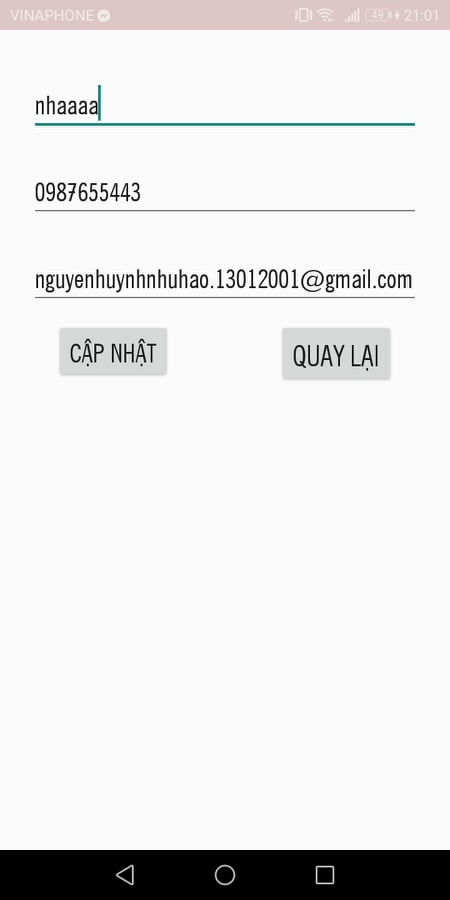 VINAPHONE 49 21:01
nhaaaa
0987655443
nguyenhuynhnhuhao.13012001@gmail.com
CẬP NHẬT QUAY LẠI